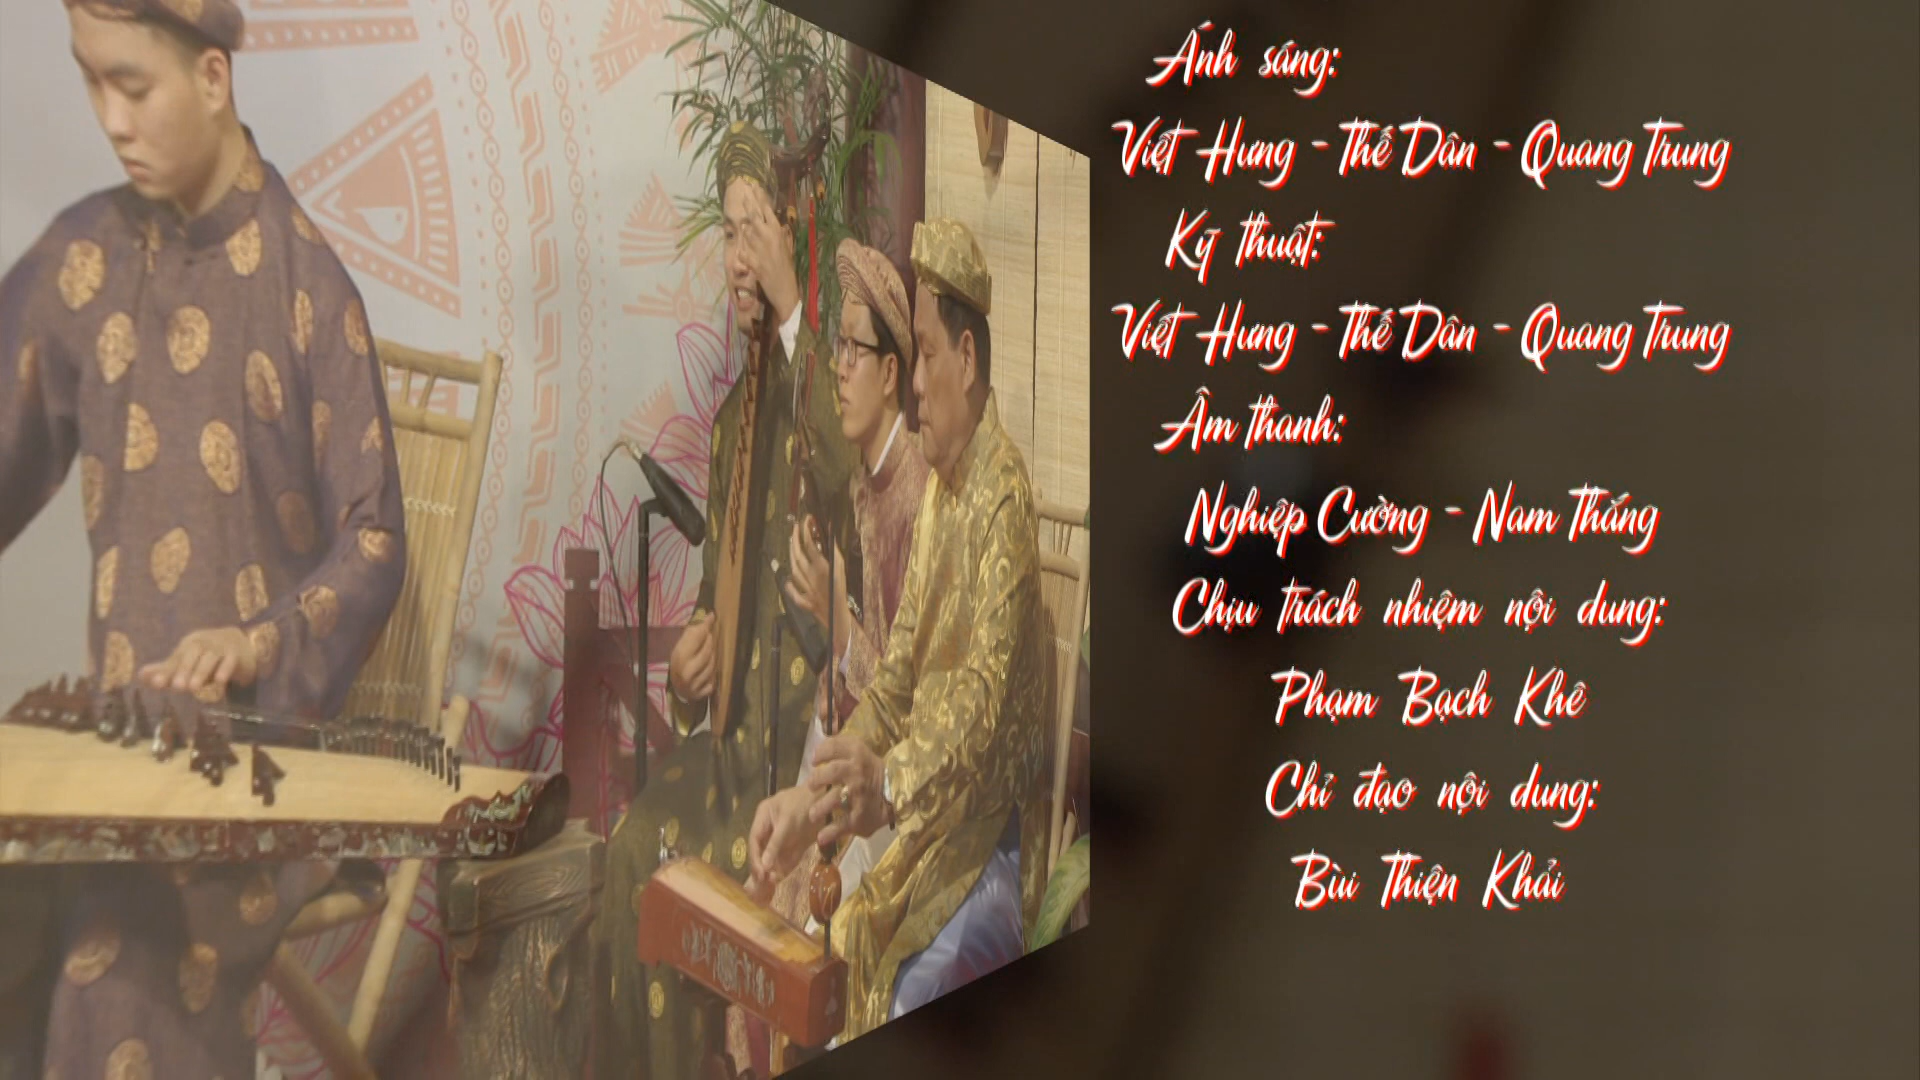 Ánh sáng:
Việt Hưng - Thế Dân - Quang Trung
Kỹ thuật:
Việt Hưng - Thế Dân - Quang Trung
Âm thanh:
Nghiệp Cường - Nam Thắng
Chịu trách nhiệm nội dung:
Phạm Bạch Khê
Chỉ đạo nội dung:
Bùi Thiện Khải